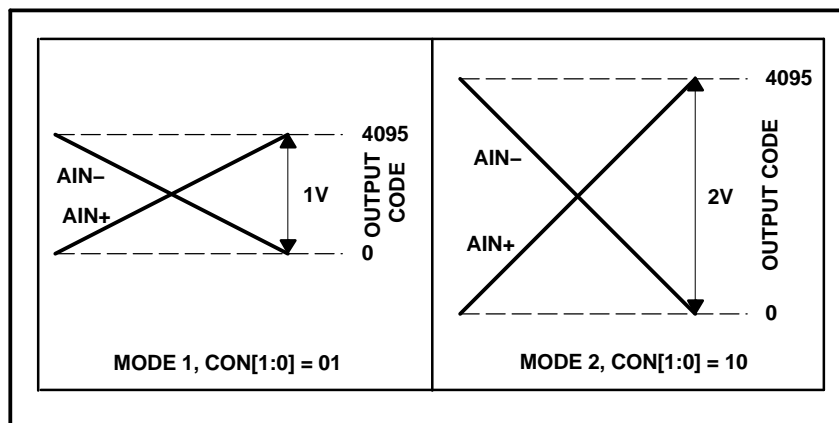 4095
AIN–
AIN+
1V
OUTPUT
CODE
0
MODE 1, CON[1:0] = 01
4095
AIN–
AIN+
2V
OUTPUT CODE
0
MODE 2, CON[1:0] = 10